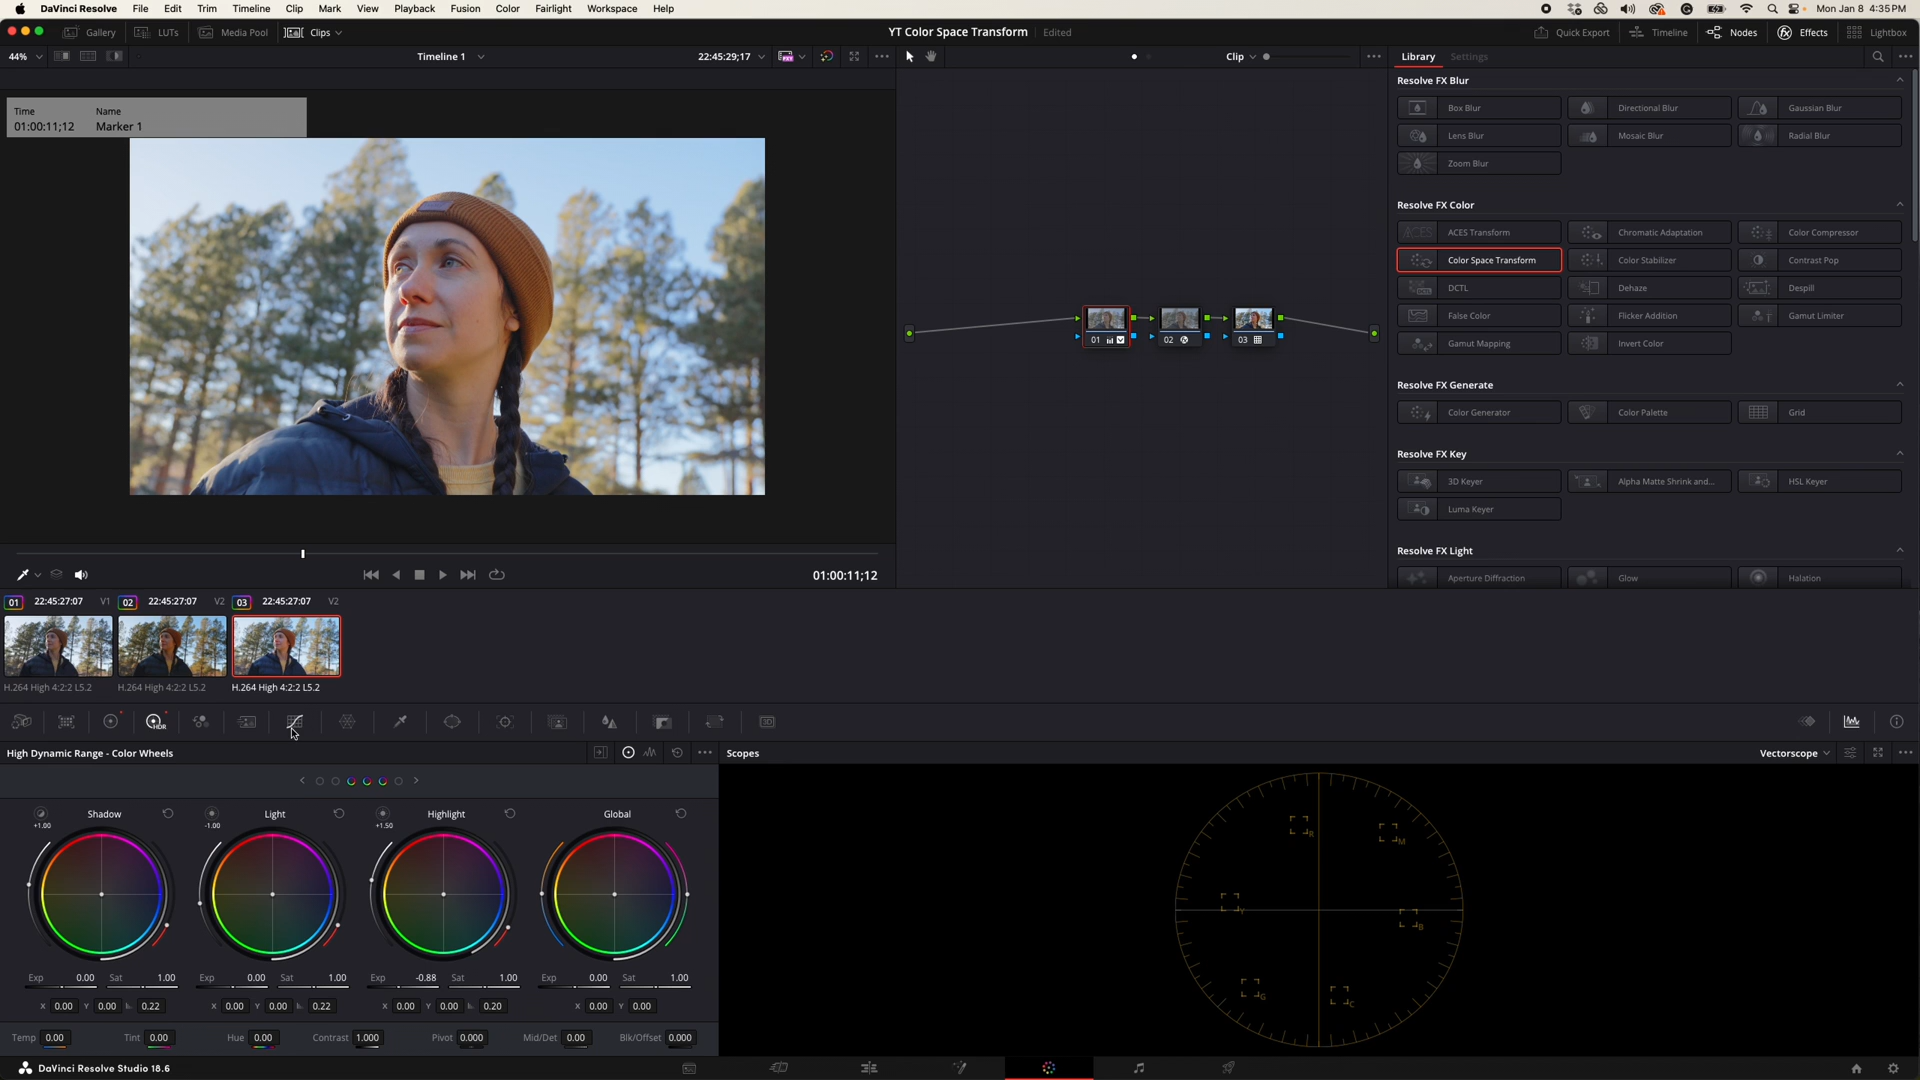 DaVinci Resolve File Edit Trim Timeline Clip Mark View Playback Fusion Color Fairlight Workspace Help Mon Jan 8 4:35PM
Gallery LUTs Media Pool Clips YT Color Space Transform Edited Quick Export Timeline Nodes Effects Lightbox
44% Timeline 1 22:45:29;17 Clip Library Settings
Time Name
01:00:11;12 Marker 1
01 02 03
Resolve FX Blur
Box Blur Directional Blur Gaussian Blur
Lens Blur Mosaic Blur Radial Blur
Zoom Blur
Resolve FX Color
ACES Transform Chromatic Adaptation Color Compressor
Color Space Transform Color Stabilizer Contrast Pop
DCTL Dehaze Despill
False Color Flicker Addition Gamut Limiter
Gamut Mapping Invert Color
Resolve FX Generate
Color Generator Color Palette Grid
Resolve FX Key
3D Keyer Alpha Matte Shrink and... HSL Keyer
Luma Keyer
Resolve FX Light
Aperture Diffraction Glow Halation
01:00:11;12
01 22:45:27:07 V1 02 22:45:27:07 V2 03 22:45:27:07 V2
H.264 High 4:2:2 L5.2 H.264 High 4:2:2 L5.2 H.264 High 4:2:2 L5.2
HDR 3D
High Dynamic Range - Color Wheels Scopes Vectorscope
Shadow Light Highlight Global
+1.00 -1.00 +1.50
R M
Y B
G C
Exp 0.00 Sat 1.00 Exp 0.00 Sat 1.00 Exp -0.88 Sat 1.00 Exp 0.00 Sat 1.00
X 0.00 Y 0.00 0.22 X 0.00 Y 0.00 0.22 X 0.00 Y 0.00 0.20 X 0.00 Y 0.00
Temp 0.00 Tint 0.00 Hue 0.00 Contrast 1.000 Pivot 0.000 Mid/Det 0.00 Blk/Offset 0.000
DaVinci Resolve Studio 18.6